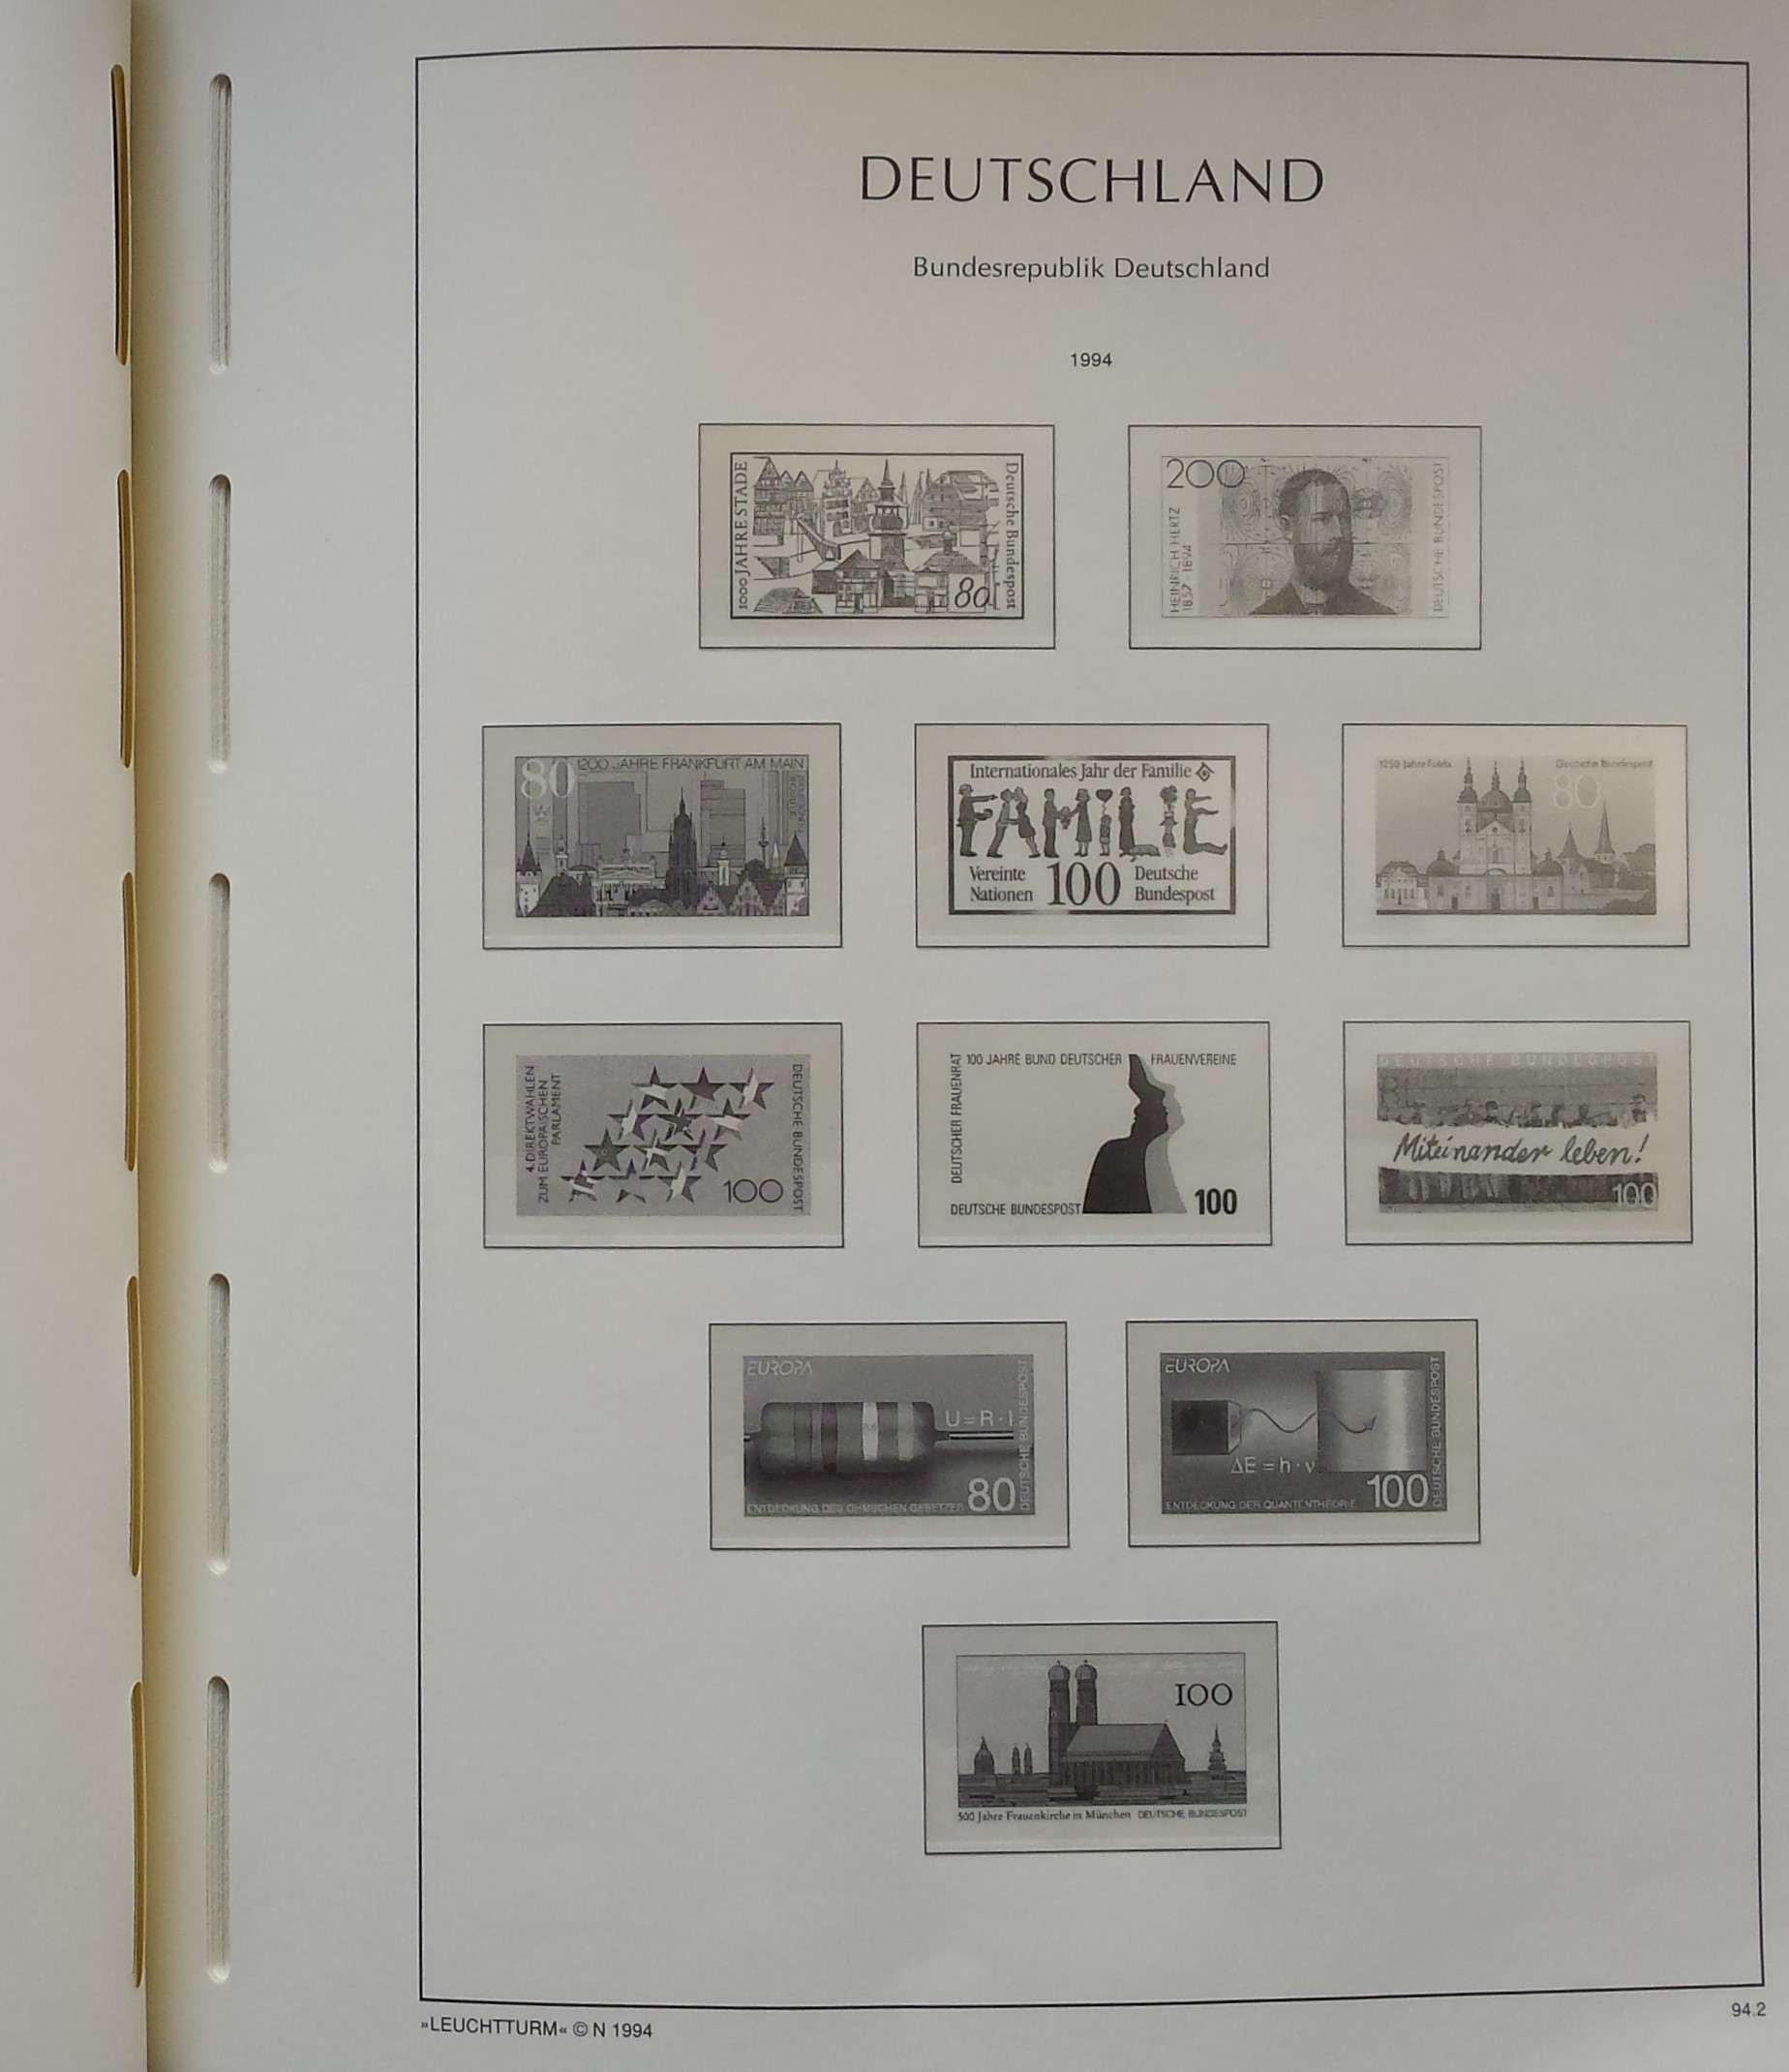 DEUTSCHLAND
Bundesrepublik Deutschland
1994
1000 JAHRE STADE
Deutsche Bundespost
80
200
HEINRICH HERTZ
1857 - 1894
DEUTSCHE BUNDESPOST
80
1200 JAHRE FRANKFURT AM MAIN
Internationales Jahr der Familie
FAMILIE
Vereinte
Nationen
100
Deutsche
Bundespost
1250 Jahre Fulda
Deutsche Bundespost
80
4. DIREKTWAHLEN
ZUM EUROPÄISCHEN
PARLAMENT
DEUTSCHE BUNDESPOST
100
DEUTSCHER FRAUENRAT
100 JAHRE BUND DEUTSCHER FRAUENVEREINE
DEUTSCHE BUNDESPOST
100
DEUTSCHE BUNDESPOST
Miteinander leben!
100
EUROPA
U=R·I
DEUTSCHE BUNDESPOST
ENTDECKUNG DES OHMSCHEN GESETZES
80
EUROPA
ΔE=h·ν
DEUTSCHE BUNDESPOST
ENTDECKUNG DER QUANTENTHEORIE
100
100
500 Jahre Frauenkirche in München DEUTSCHE BUNDESPOST
»LEUCHTTURM« © N 1994
94.2